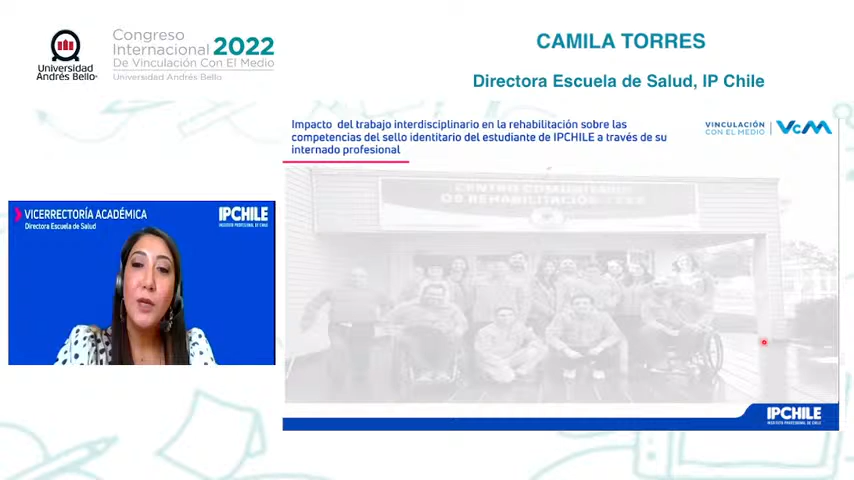 Universidad
Andrés Bello
Congreso
Internacional 2022
De Vinculación Con El Medio
Universidad Andrés Bello
CAMILA TORRES
Directora Escuela de Salud, IP Chile
Impacto del trabajo interdisciplinario en la rehabilitación sobre las
competencias del sello identitario del estudiante de IPCHILE a través de su
internado profesional
VINCULACIÓN
CON EL MEDIO
VCM
CENTRO COMUNITARIO
DE REHABILITACIÓN
VICERRECTORÍA ACADÉMICA
Directora Escuela de Salud
IPCHILE
INSTITUTO PROFESIONAL DE CHILE
IPCHILE
INSTITUTO PROFESIONAL DE CHILE